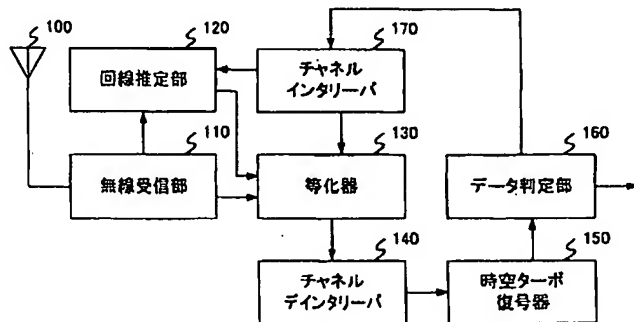 100
120
回線推定部
170
チャネル
インタリーバ
110
無線受信部
130
等化器
160
データ判定部
140
チャネル
デインタリーバ
150
時空ターボ
復号器